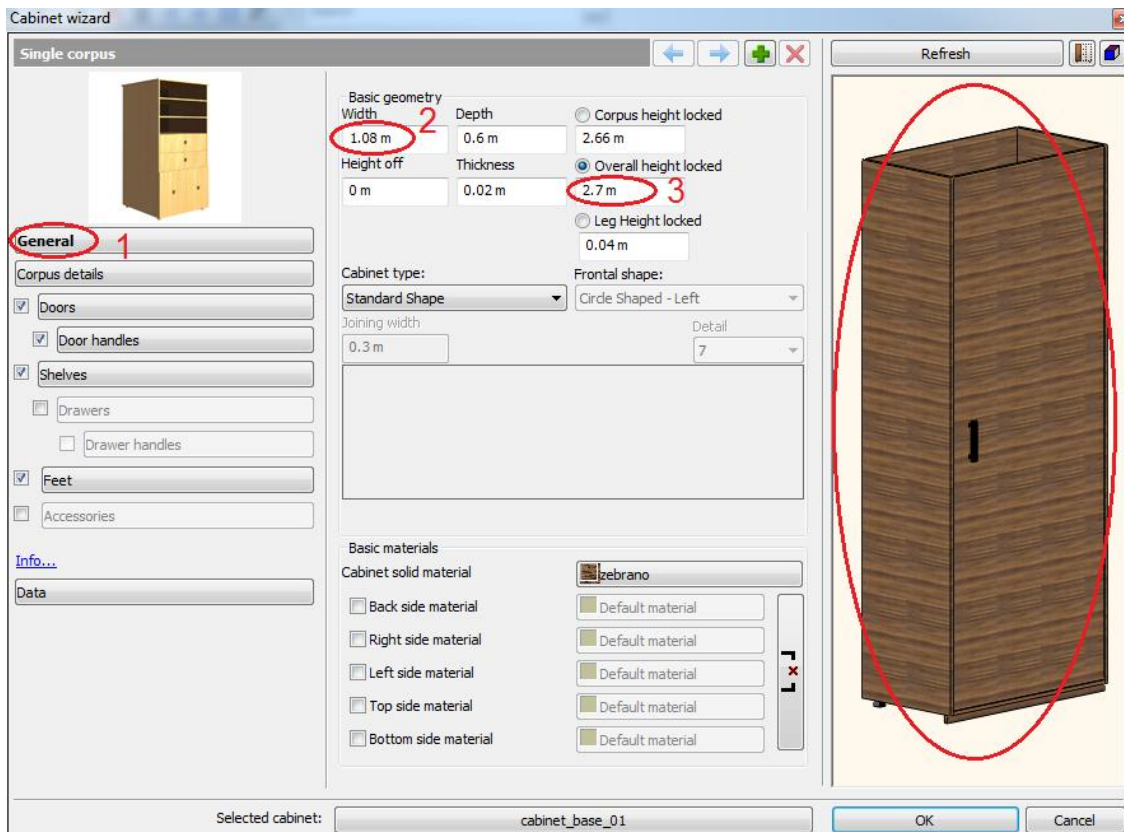 Cabinet wizard
Single corpus
Refresh
Basic geometry
Width
Depth
Corpus height locked
1.08 m
2
0.6 m
2.66 m
Height off
Thickness
Overall height locked
0 m
0.02 m
2.7 m
3
Leg Height locked
0.04 m
General
1
Corpus details
Doors
Door handles
Shelves
Drawers
Drawer handles
Feet
Accessories
Info...
Data
Cabinet type:
Frontal shape:
Standard Shape
Circle Shaped - Left
Joining width
Detail
0.3 m
7
Basic materials
Cabinet solid material
zebrano
Back side material
Default material
Right side material
Default material
Left side material
Default material
Top side material
Default material
Bottom side material
Default material
Selected cabinet:
cabinet_base_01
OK
Cancel